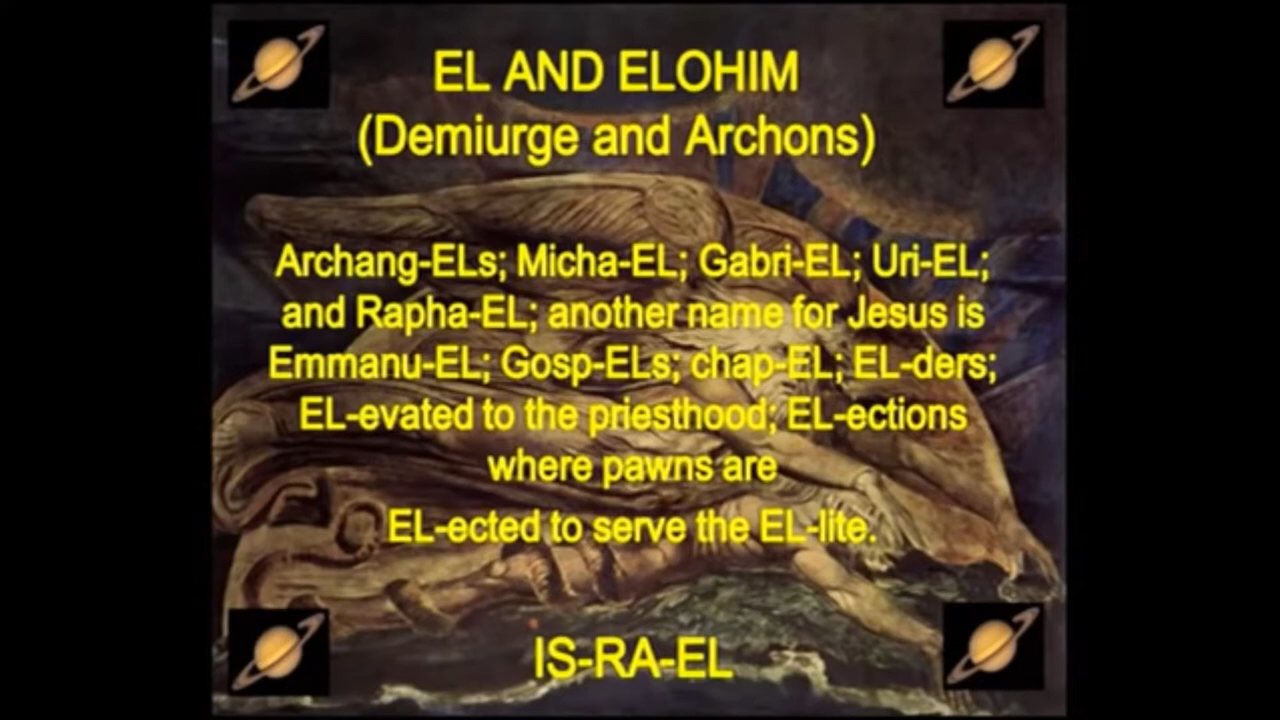 EL AND ELOHIM
(Demiurge and Archons)
Archang-ELs; Micha-EL; Gabri-EL; Uri-EL;
and Rapha-EL; another name for Jesus is
Emmanu-EL; Gosp-ELs; chap-EL; EL-ders;
EL-evated to the priesthood; EL-ections
where pawns are
EL-ected to serve the EL-lite.
IS-RA-EL